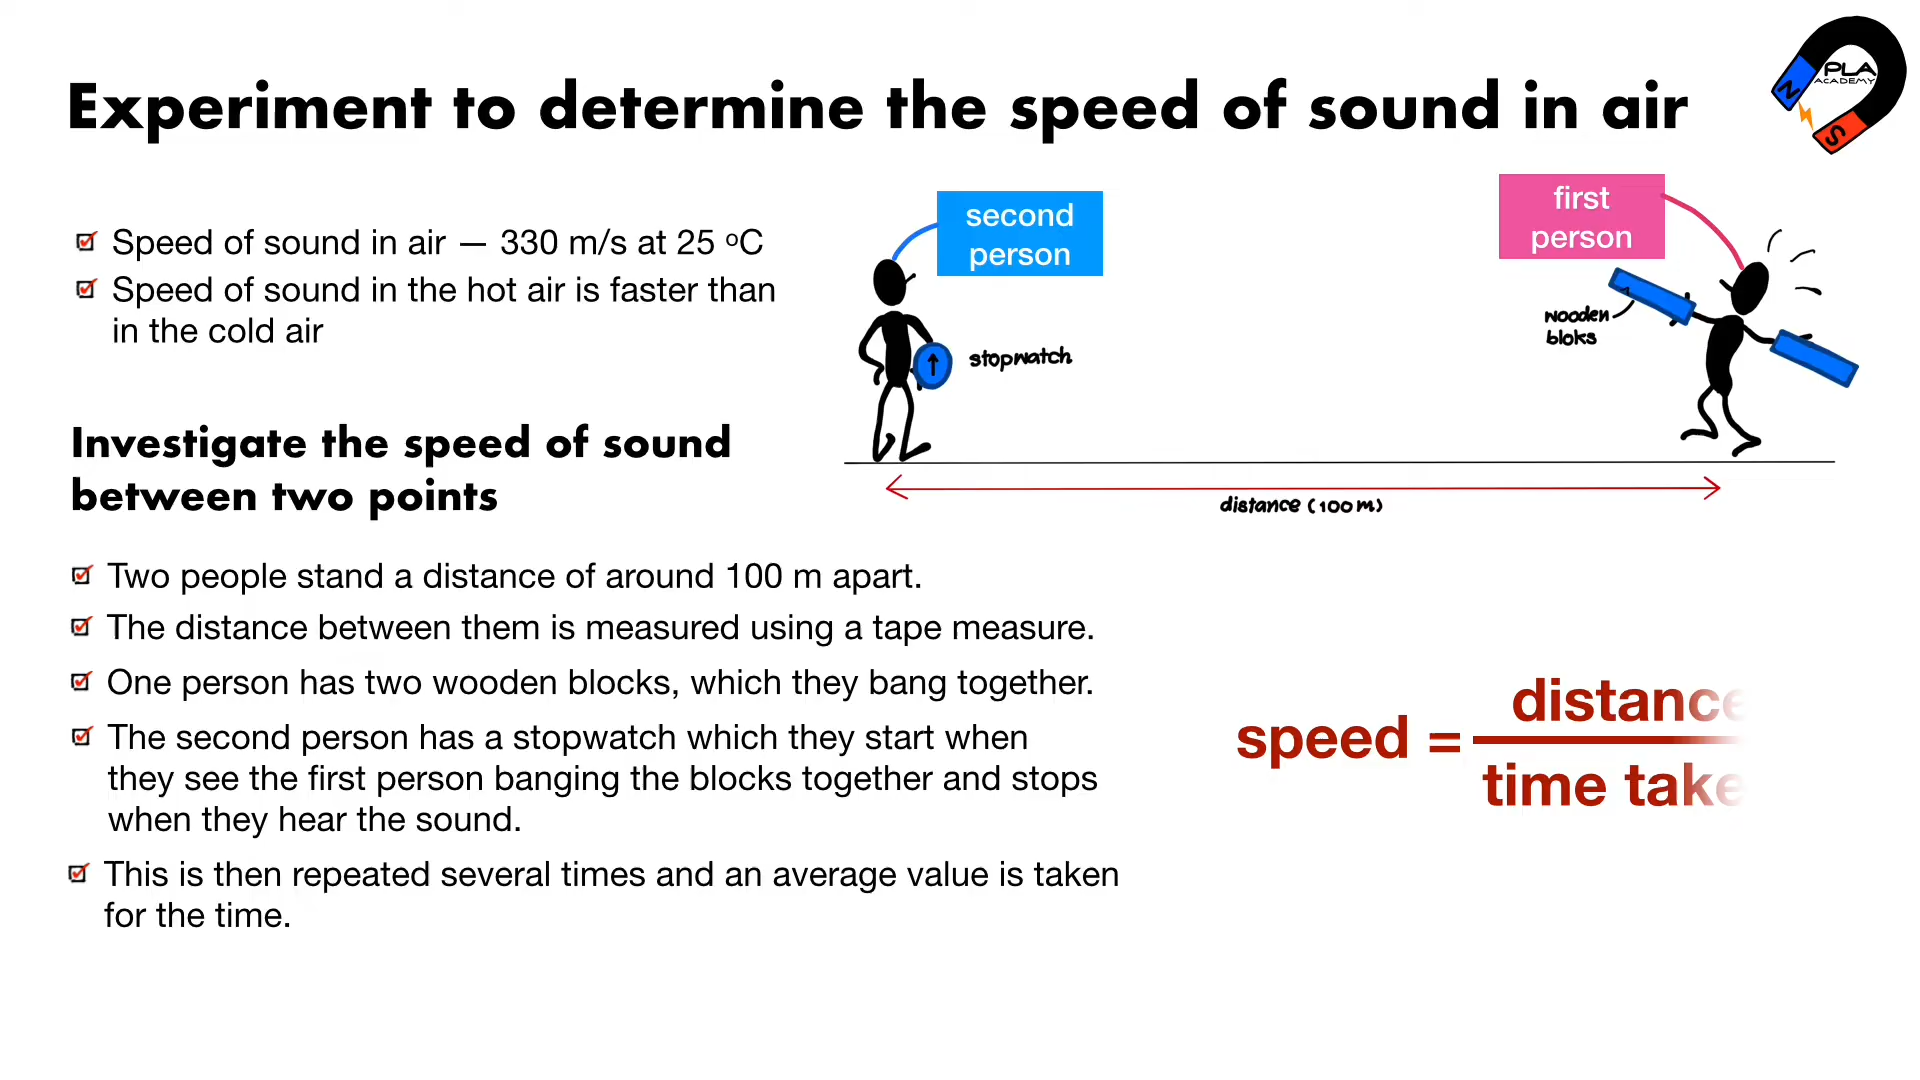 Experiment to determine the speed of sound in air
PLA
ACADEMY
N
S
Speed of sound in air — 330 m/s at 25 ºC
Speed of sound in the hot air is faster than
in the cold air
second
person
first
person
wooden
bloks
stopwatch
distance (100 m)
Investigate the speed of sound
between two points
Two people stand a distance of around 100 m apart.
The distance between them is measured using a tape measure.
One person has two wooden blocks, which they bang together.
The second person has a stopwatch which they start when
they see the first person banging the blocks together and stops
when they hear the sound.
This is then repeated several times and an average value is taken
for the time.
distance
speed =
time take